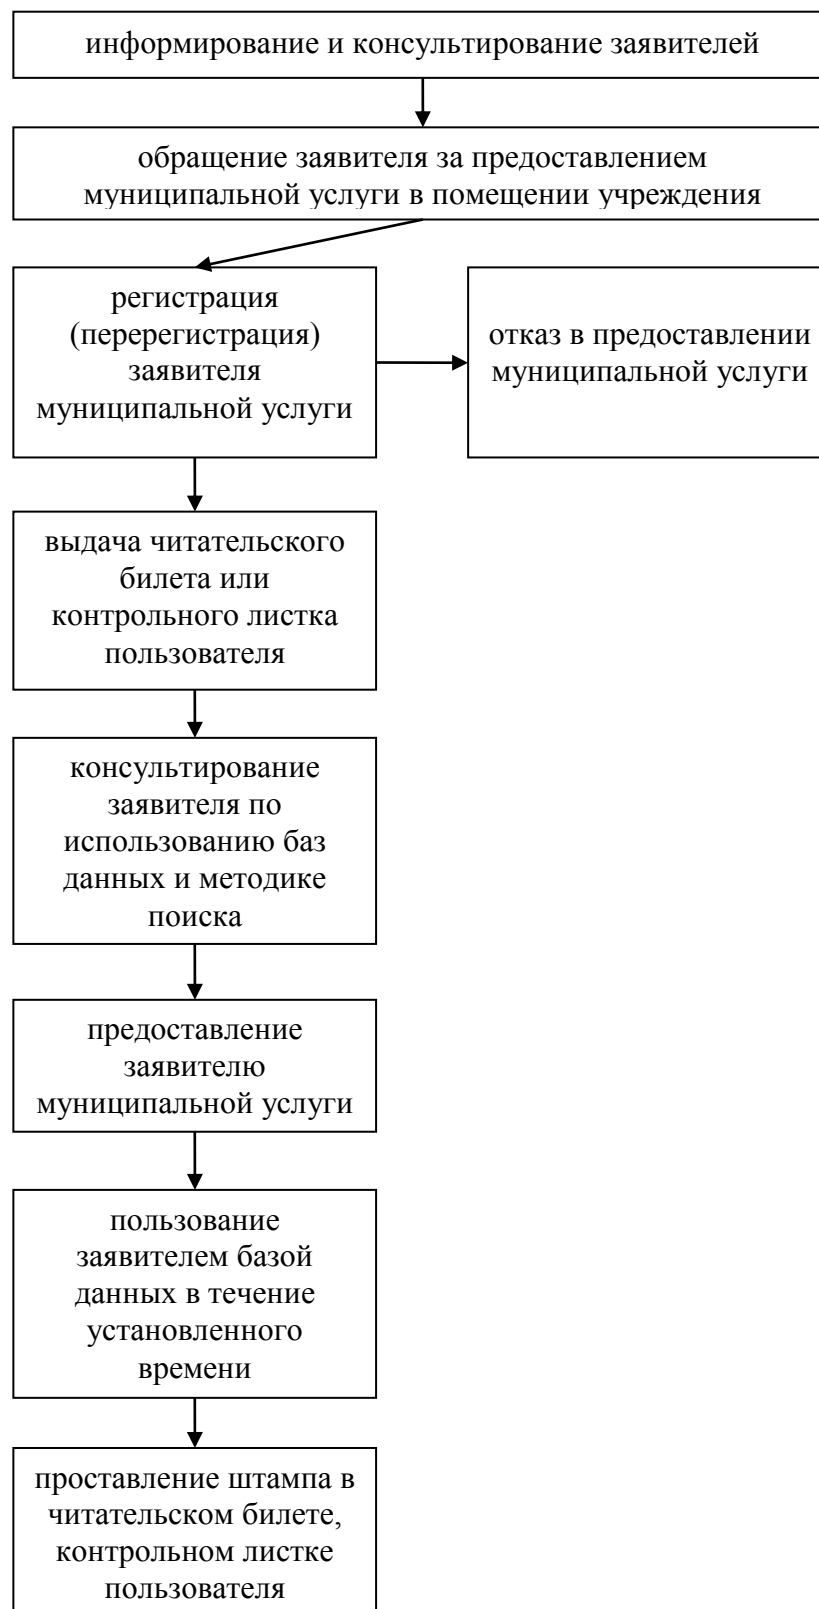 информирование и консультирование заявителей
обращение заявителя за предоставлением
муниципальной услуги в помещении учреждения
регистрация
(перерегистрация)
заявителя
муниципальной услуги
отказ в предоставлении
муниципальной услуги
выдача читательского
билета или
контрольного листка
пользователя
консультирование
заявителя по
использованию баз
данных и методике
поиска
предоставление
заявителю
муниципальной услуги
пользование
заявителем базой
данных в течение
установленного
времени
проставление штампа в
читательском билете,
контрольном листке
пользователя